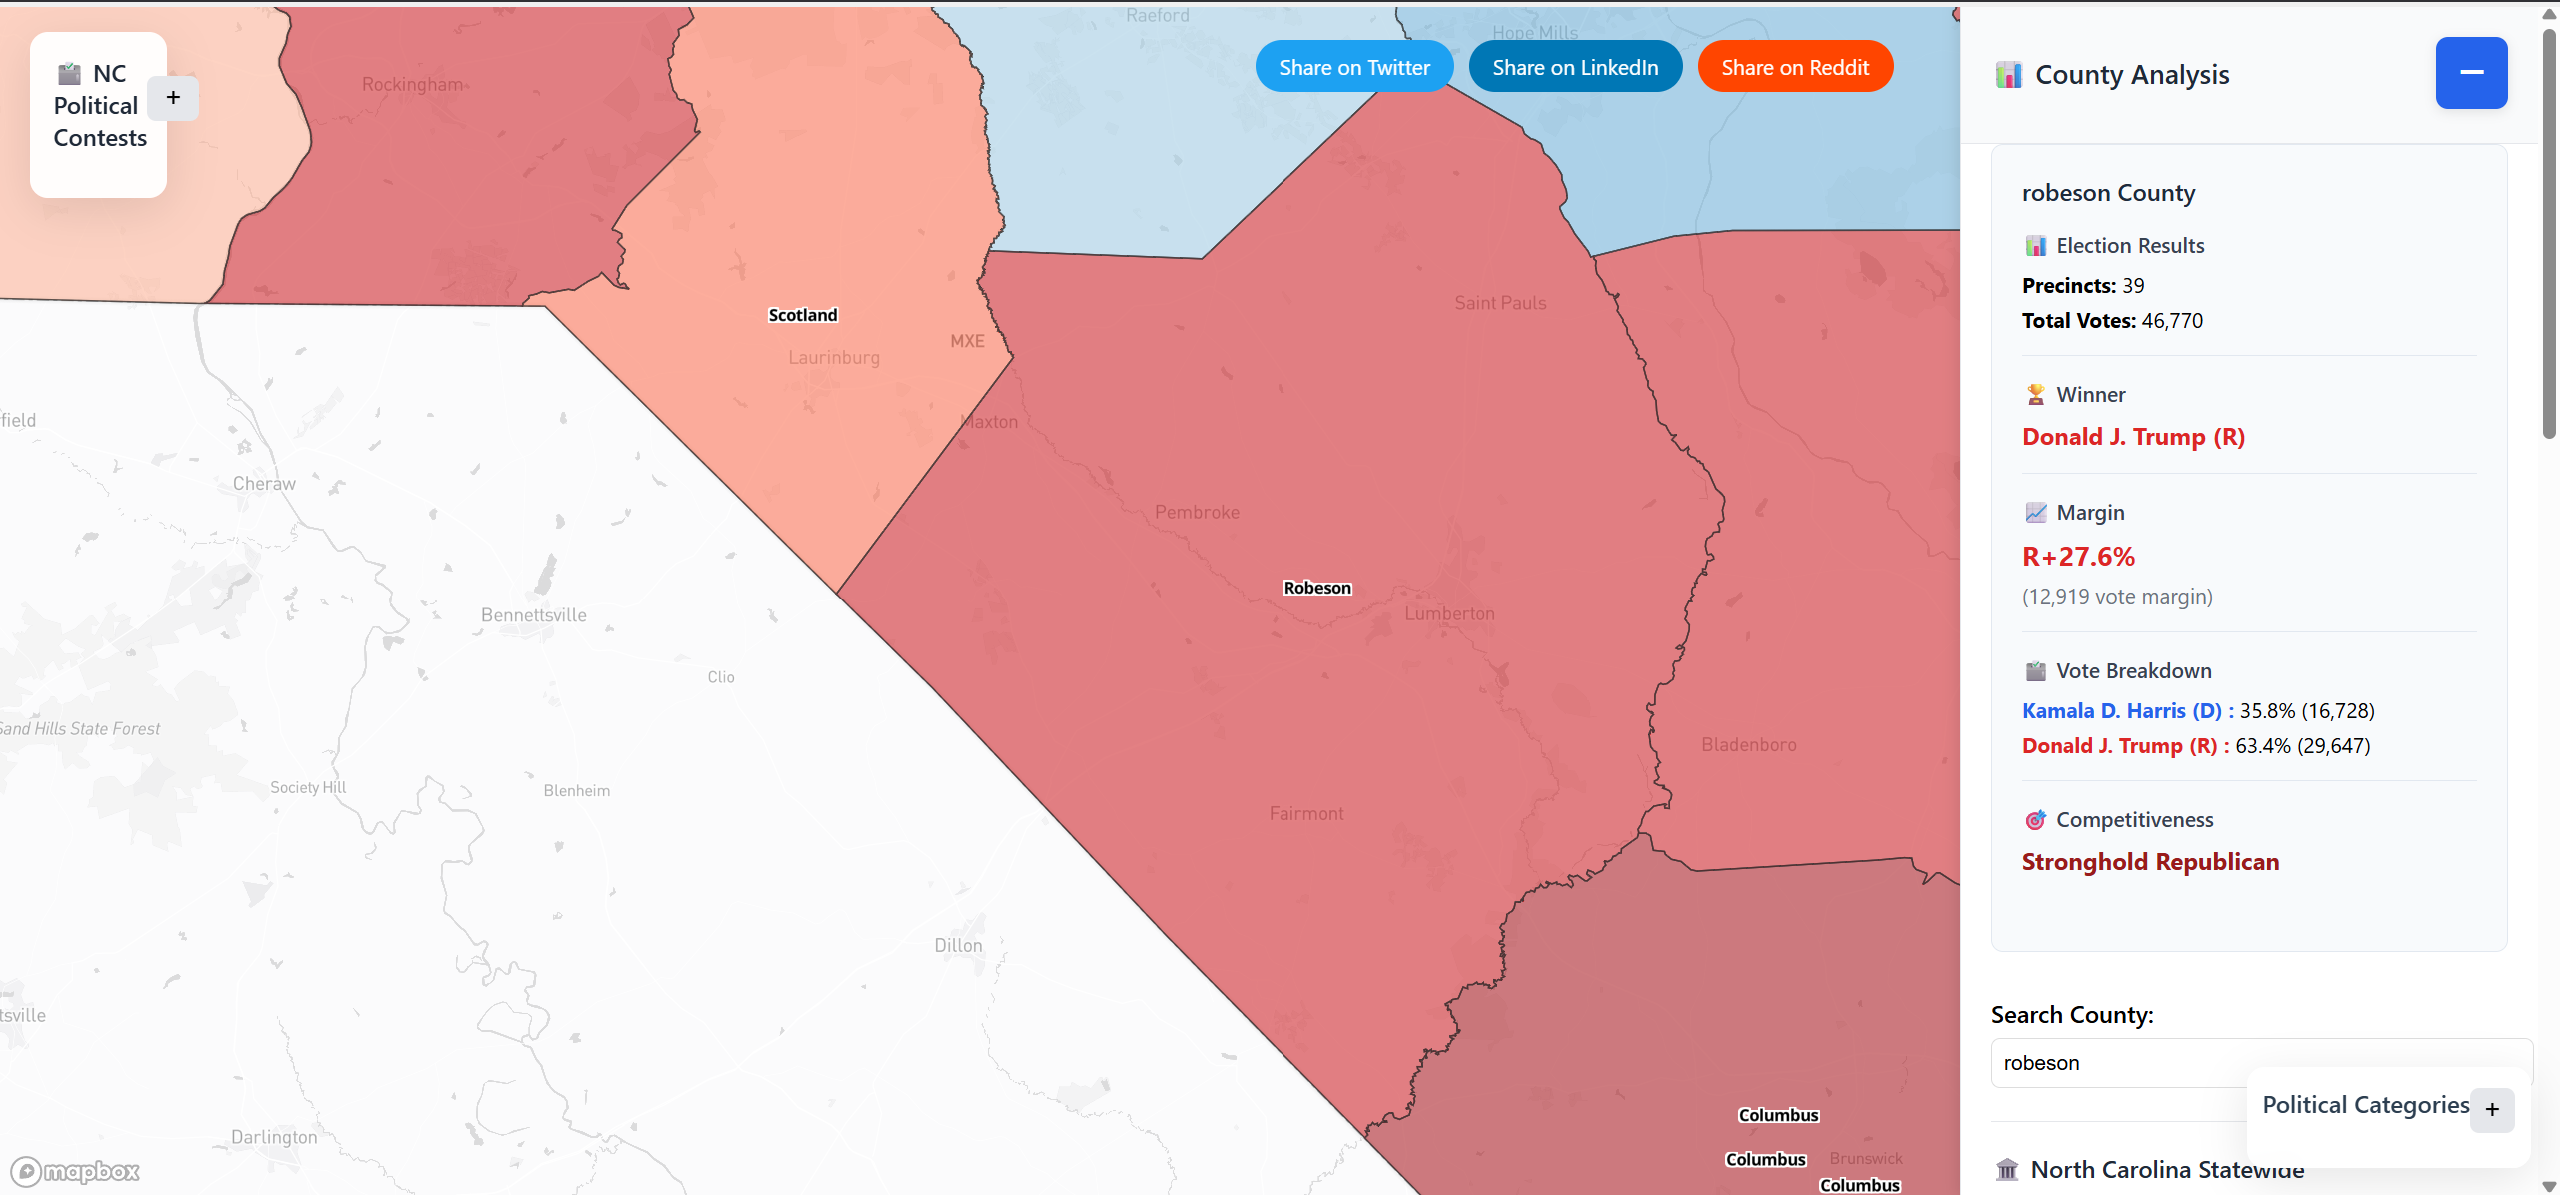 NC
Political
Contests
+
Rockingham
Raeford
Hope Mills
Share on Twitter
Share on LinkedIn
Share on Reddit
Scotland
Laurinburg
MXE
Maxton
Saint Pauls
Pembroke
Robeson
Lumberton
Bladenboro
Fairmont
field
Cheraw
Bennettsville
Clio
Sand Hills State Forest
Society Hill
Blenheim
Dillon
tsville
Darlington
mapbox
Columbus
Columbus
Brunswick
Columbus
County Analysis
robeson County
Election Results
Precincts: 39
Total Votes: 46,770
Winner
Donald J. Trump (R)
Margin
R+27.6%
(12,919 vote margin)
Vote Breakdown
Kamala D. Harris (D) : 35.8% (16,728)
Donald J. Trump (R) : 63.4% (29,647)
Competitiveness
Stronghold Republican
Search County:
robeson
Political Categories
+
North Carolina Statewide